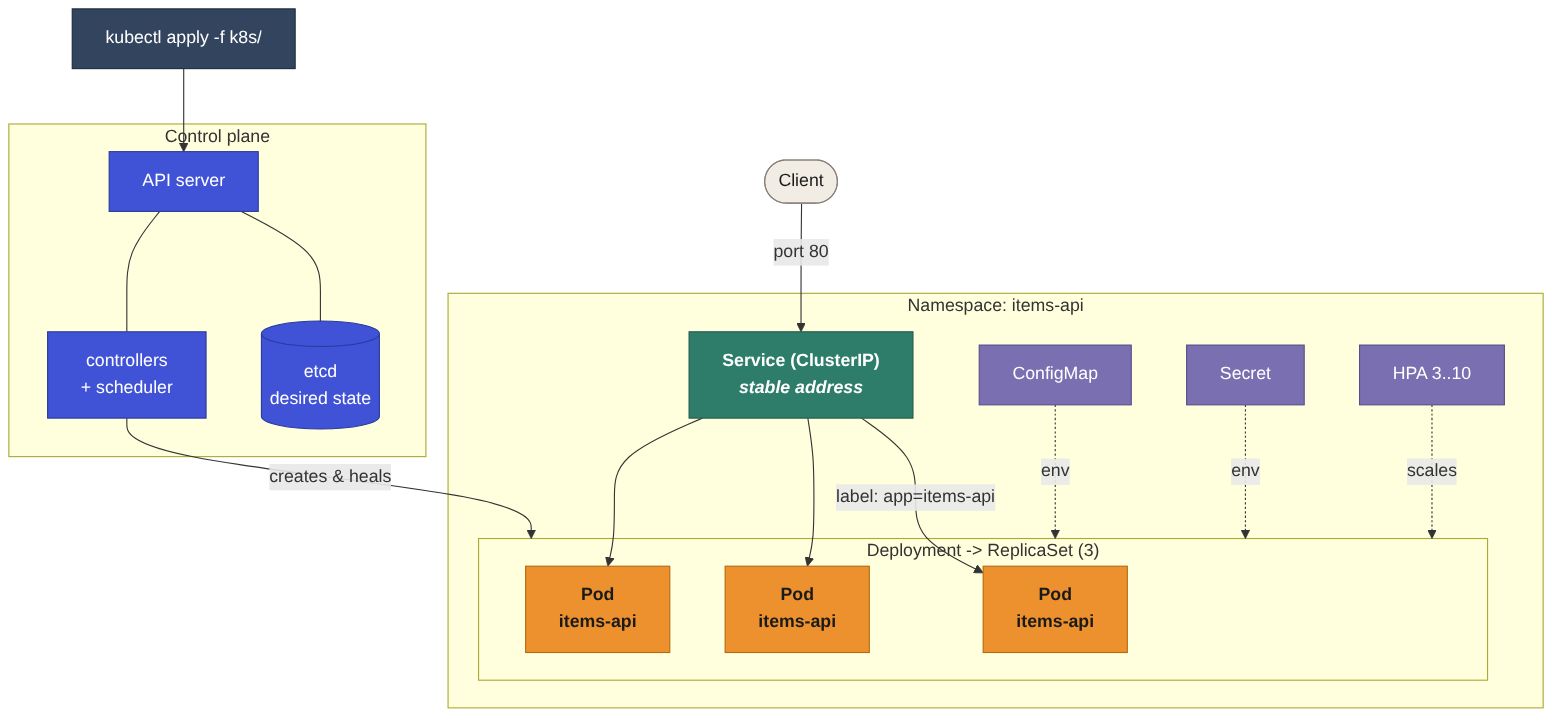 kubectl apply -f k8s/
Control plane
API server
controllers
+ scheduler
etcd
desired state
creates & heals
Client
port 80
Namespace: items-api
Service (ClusterIP)
stable address
ConfigMap
Secret
HPA 3..10
label: app=items-api
env
env
scales
Deployment -> ReplicaSet (3)
Pod
items-api
Pod
items-api
Pod
items-api